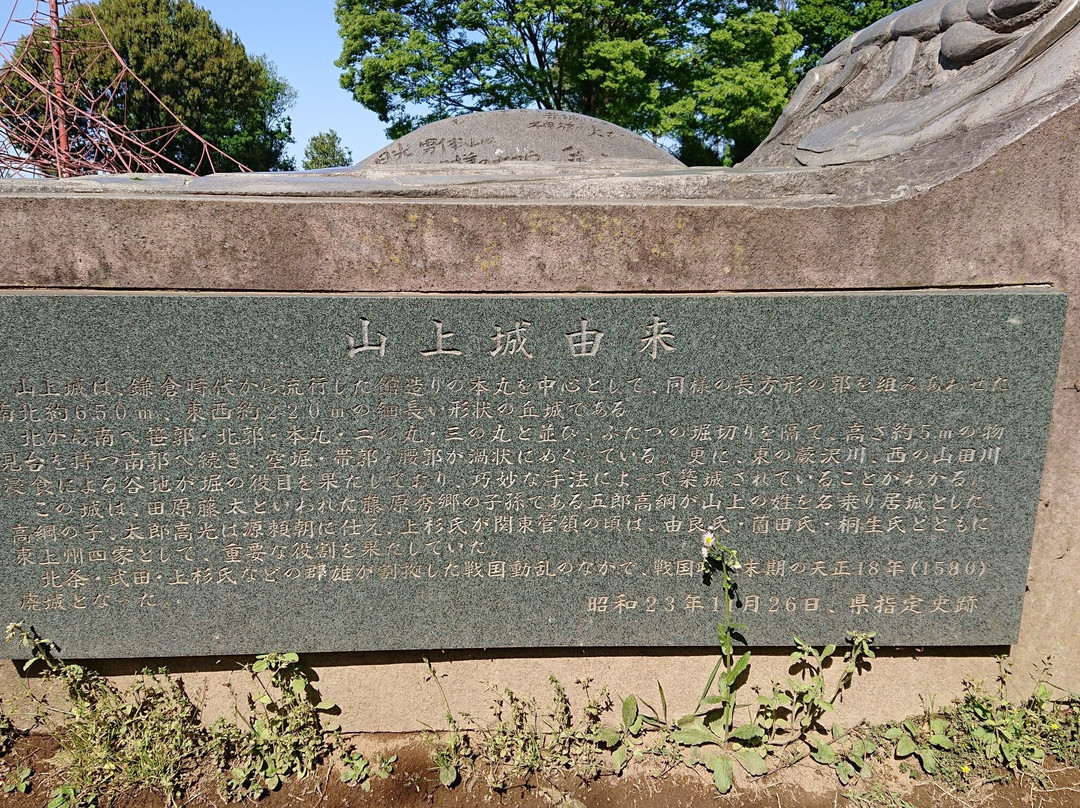 山上城由来
山上城は、鎌倉時代から流行した館造りの本丸を中心として、同様の長方形の郭を組みあわせた
南北約650m、東西約220mの細長い形状の丘城である
北から南へ笹郭・北郭・本丸・二の丸・三の丸と並び、ふたつの堀切りを隔て、高さ約5mの物
見台を持つ南郭へ続き、空堀・帯郭・腰郭が渦状にめぐっている 更に、東の蕨沢川、西の山田川
浸食による谷地が堀の役目を果たしており、巧妙な手法によって築城されていることがわかる。
この城は、田原藤太といわれた藤原秀郷の子孫である五郎高綱が山上の姓を名乗り居城とした。
高綱の子、太郎高光は源頼朝に仕え、上杉氏が関東管領の頃は、由良氏・薗田氏・桐生氏とともに
東上州四家として、重要な役割を果たしていた。
北条・武田・上杉氏などの群雄が割拠した戦国動乱のなかで、戦国 末期の天正18年(1580)
廃城となった。
昭和23年11月26日、県指定史跡